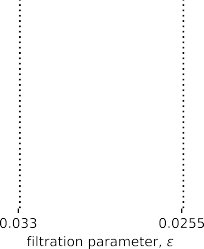 0.033 0.0255
filtration parameter, ε